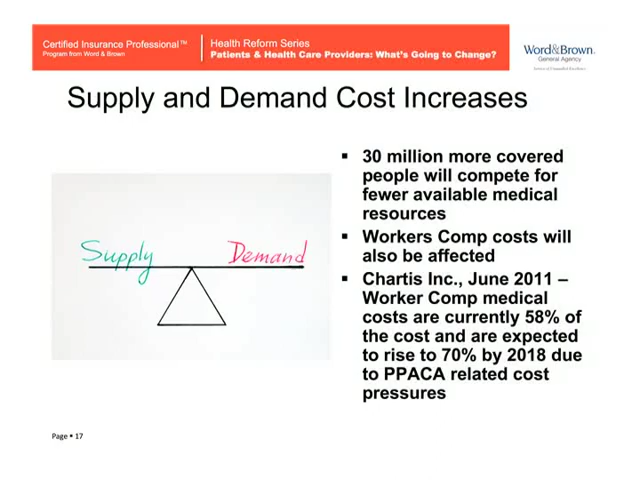 Certified Insurance Professional™
Program from Word & Brown
Health Reform Series
Patients & Health Care Providers: What's Going to Change?
Word&Brown.
General Agency
Supply and Demand Cost Increases
Supply
Demand
▪ 30 million more covered
people will compete for
fewer available medical
resources
▪ Workers Comp costs will
also be affected
▪ Chartis Inc., June 2011 –
Worker Comp medical
costs are currently 58% of
the cost and are expected
to rise to 70% by 2018 due
to PPACA related cost
pressures
Page ▪ 17